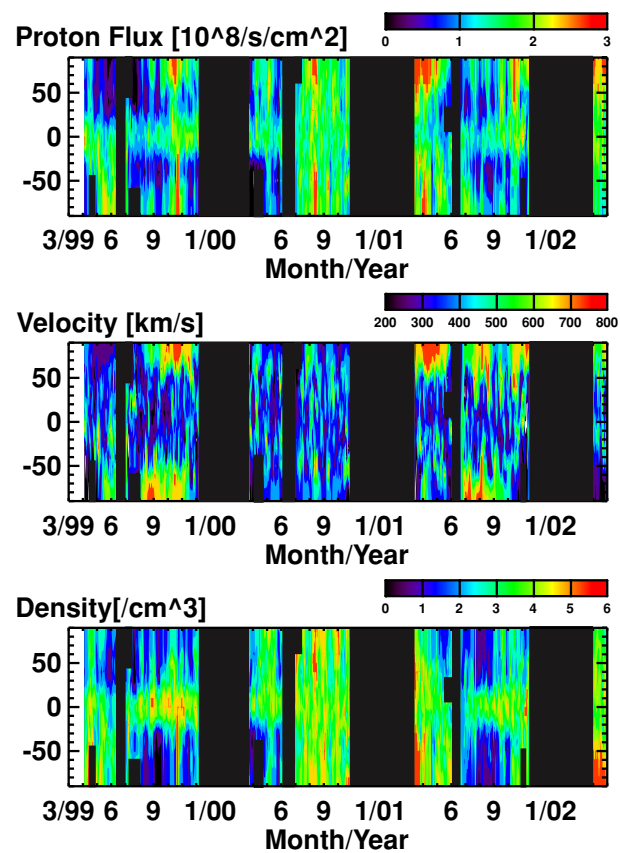 Proton Flux [10^8/s/cm^2]
0 1 2 3
50
0
-50
3/99 6 9 1/00 6 9 1/01 6 9 1/02
Month/Year
Velocity [km/s]
200 300 400 500 600 700 800
50
0
-50
3/99 6 9 1/00 6 9 1/01 6 9 1/02
Month/Year
Density[/cm^3]
0 1 2 3 4 5 6
50
0
-50
3/99 6 9 1/00 6 9 1/01 6 9 1/02
Month/Year